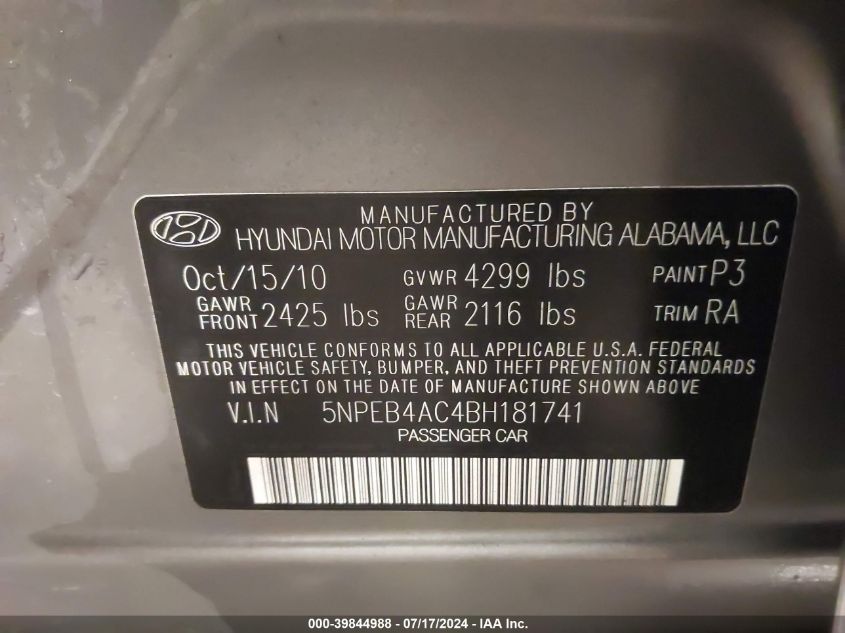 MANUFACTURED BY
HYUNDAI MOTOR MANUFACTURING ALABAMA, LLC
Oct/15/10 GVWR 4299 lbs PAINT P3
GAWR FRONT 2425 lbs GAWR REAR 2116 lbs TRIM RA
THIS VEHICLE CONFORMS TO ALL APPLICABLE U.S.A. FEDERAL
MOTOR VEHICLE SAFETY, BUMPER, AND THEFT PREVENTION STANDARDS
IN EFFECT ON THE DATE OF MANUFACTURE SHOWN ABOVE
V.I.N 5NPEB4AC4BH181741
PASSENGER CAR
000-39844988 - 07/17/2024 - IAA Inc.